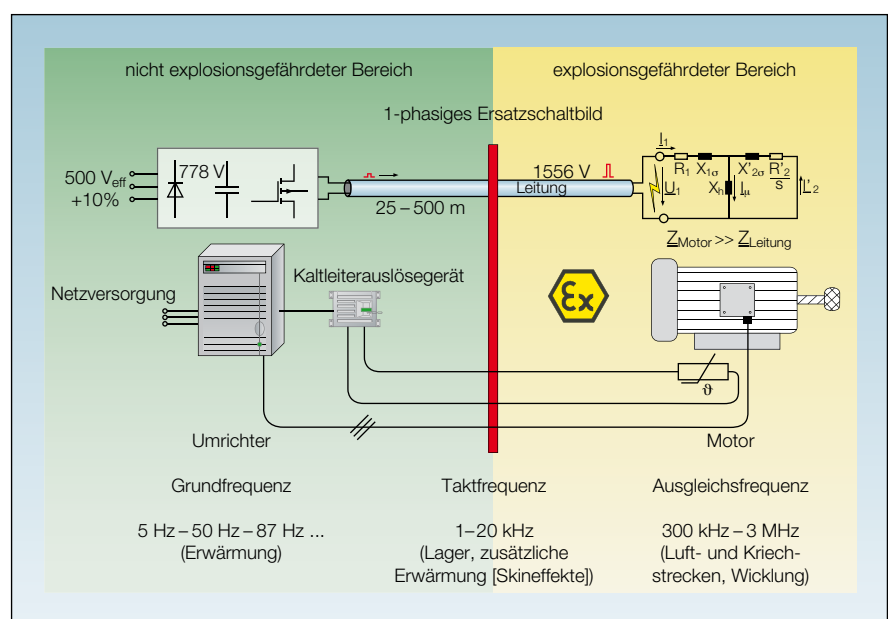 nicht explosionsgefährdeter Bereich
explosionsgefährdeter Bereich
1-phasiges Ersatzschaltbild
500 Veff
+10%
778 V
25–500 m
1556 V
Leitung
I1
R1
X1σ
X'2σ
R'2
s
U1
Xh
Iμ
I'2
ZMotor >> ZLeitung
Netzversorgung
Kaltleiterauslösegerät
Ex
ϑ
Umrichter
Motor
Grundfrequenz
5 Hz–50 Hz–87 Hz ...
(Erwärmung)
Taktfrequenz
1–20 kHz
(Lager, zusätzliche
Erwärmung [Skineffekte])
Ausgleichsfrequenz
300 kHz–3 MHz
(Luft- und Kriech-
strecken, Wicklung)